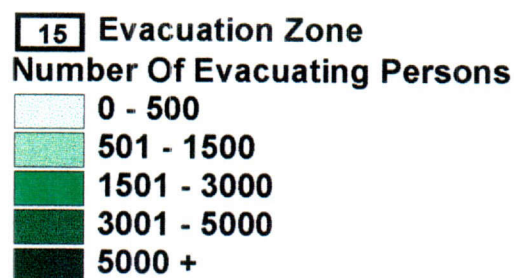 15 Evacuation Zone
Number Of Evacuating Persons
0 - 500
501 - 1500
1501 - 3000
3001 - 5000
5000 +